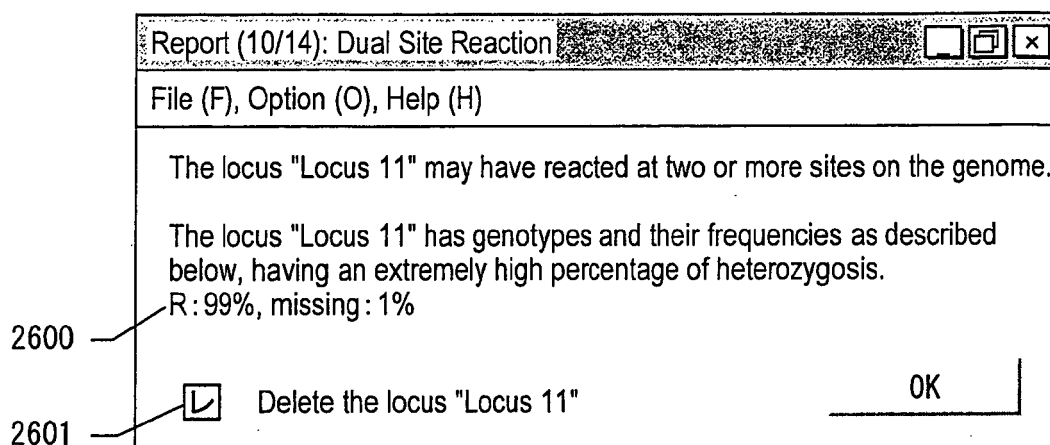 Report (10/14): Dual Site Reaction
File (F), Option (O), Help (H)
The locus "Locus 11" may have reacted at two or more sites on the genome.
The locus "Locus 11" has genotypes and their frequencies as described
below, having an extremely high percentage of heterozygosis.
R : 99%, missing : 1%
2600
Delete the locus "Locus 11"
OK
2601